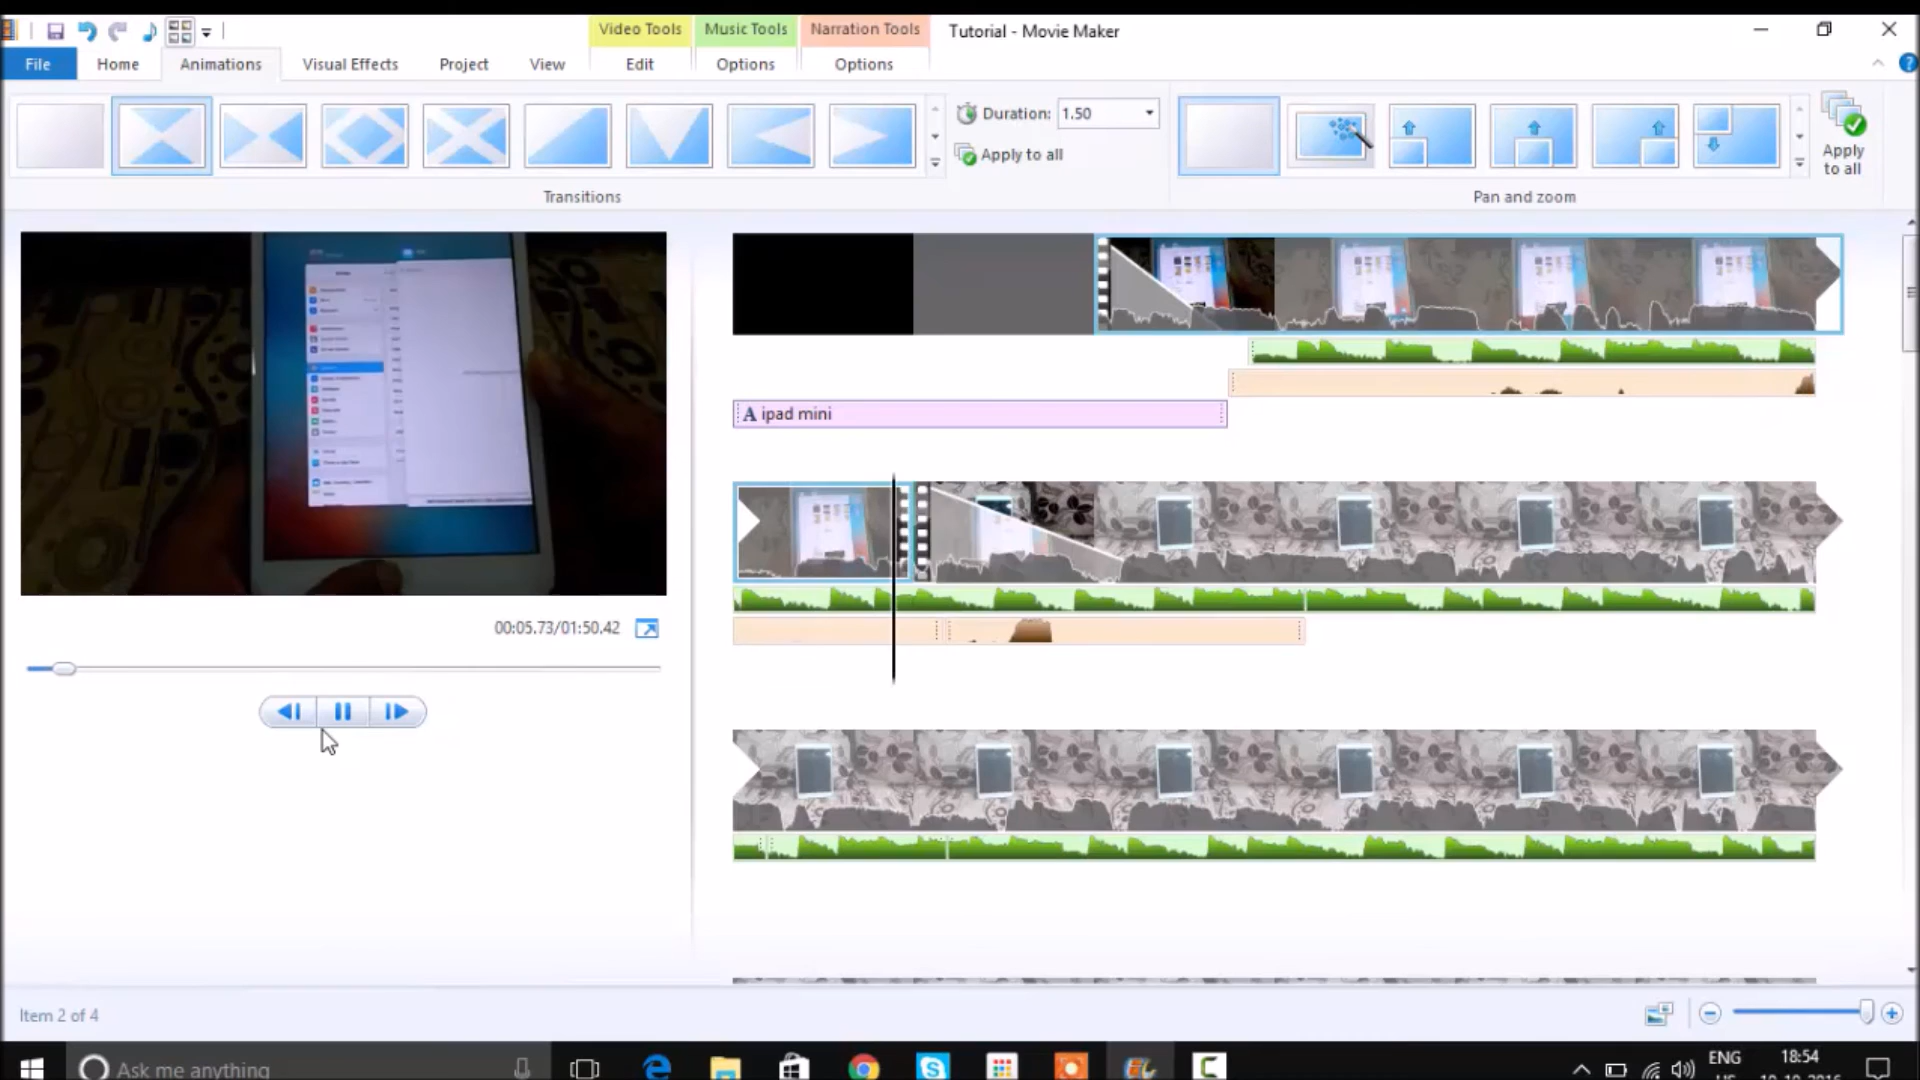 Video Tools
Music Tools
Narration Tools
Tutorial - Movie Maker
File
Home
Animations
Visual Effects
Project
View
Edit
Options
Options
Duration:
1.50
Apply to all
Transitions
Pan and zoom
Apply
to all
A ipad mini
00:05.73/01:50.42
Item 2 of 4
Ask me anything
ENG
18:54